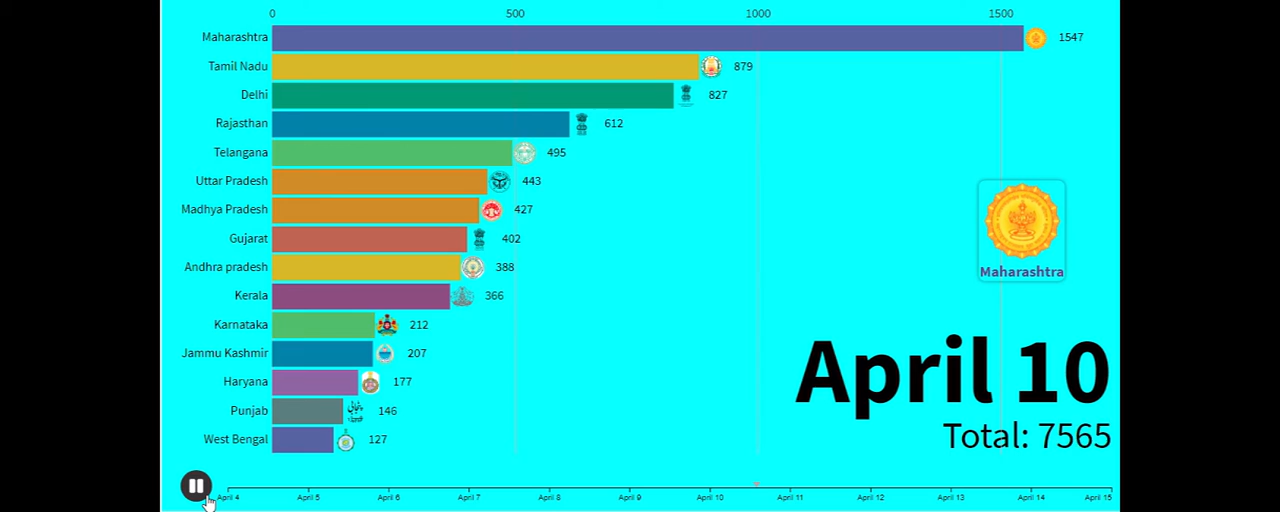 0 500 1000 1500
Maharashtra 1547
Tamil Nadu 879
Delhi 827
Rajasthan 612
Telangana 495
Uttar Pradesh 443
Madhya Pradesh 427
Gujarat 402
Andhra pradesh 388
Kerala 366
Karnataka 212
Jammu Kashmir 207
Haryana 177
Punjab 146
West Bengal 127
Maharashtra
April 10
Total: 7565
April 4 April 5 April 6 April 7 April 8 April 9 April 10 April 11 April 12 April 13 April 14 April 15